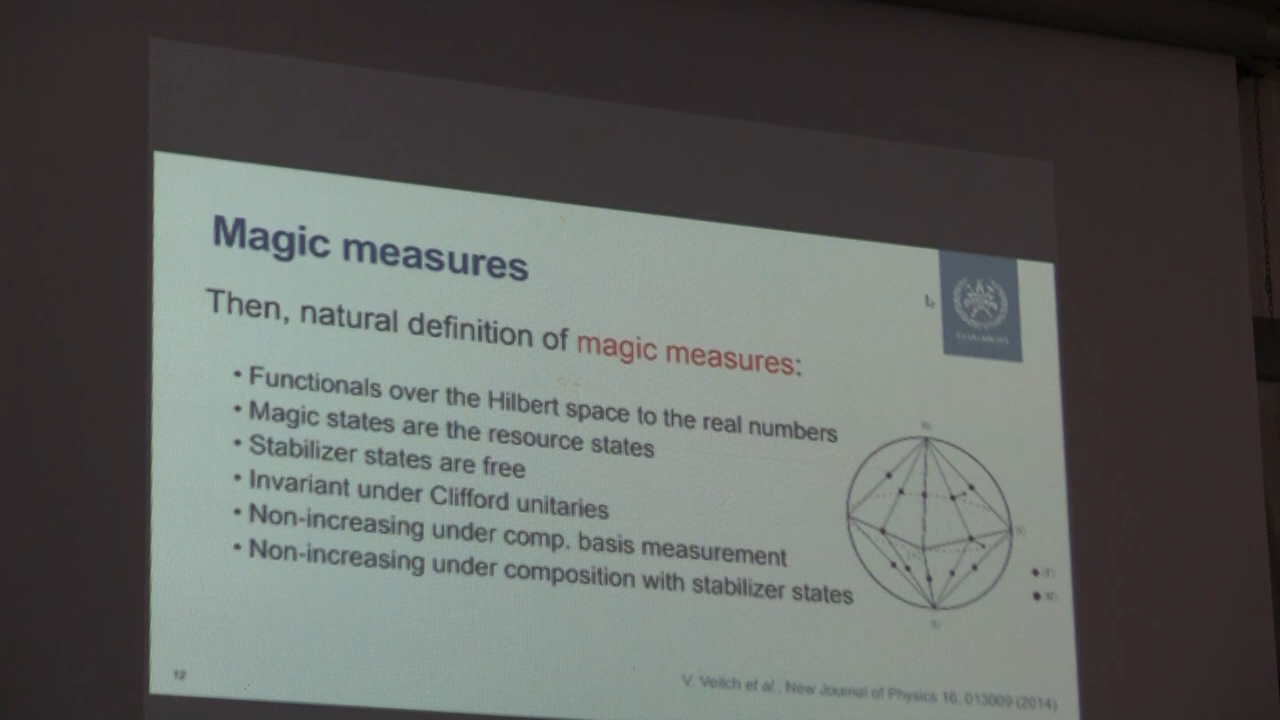 Magic measures
Then, natural definition of magic measures:
• Functionals over the Hilbert space to the real numbers
• Magic states are the resource states
• Stabilizer states are free
• Invariant under Clifford unitaries
• Non-increasing under comp. basis measurement
• Non-increasing under composition with stabilizer states
CHALMERS
12
V. Veitch et al., New Journal of Physics 16, 013009 (2014)